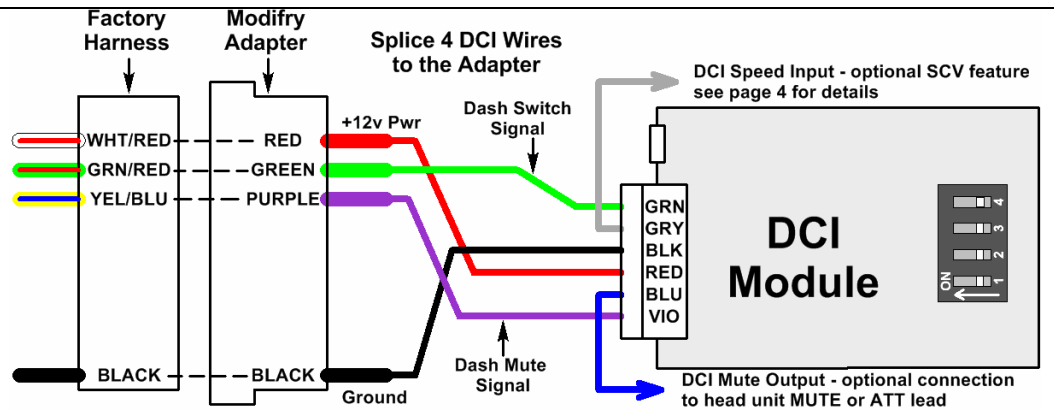 Factory
Harness
Modifry
Adapter
Splice 4 DCI Wires
to the Adapter
DCI Speed Input - optional SCV feature
see page 4 for details
Dash Switch
Signal
+12v Pwr
WHT/RED
RED
GRN/RED
GREEN
YEL/BLU
PURPLE
BLACK
BLACK
Ground
Dash Mute
Signal
GRN
GRY
BLK
RED
BLU
VIO
DCI
Module
4
3
2
1
ON
DCI Mute Output - optional connection
to head unit MUTE or ATT lead